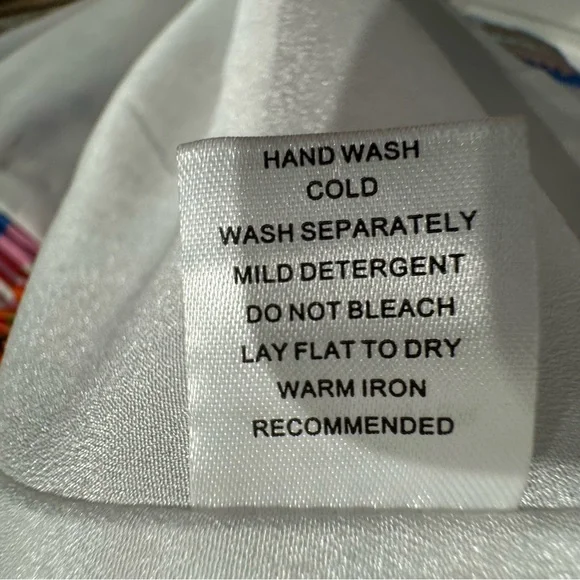 HAND WASH
COLD
WASH SEPARATELY
MILD DETERGENT
DO NOT BLEACH
LAY FLAT TO DRY
WARM IRON
RECOMMENDED